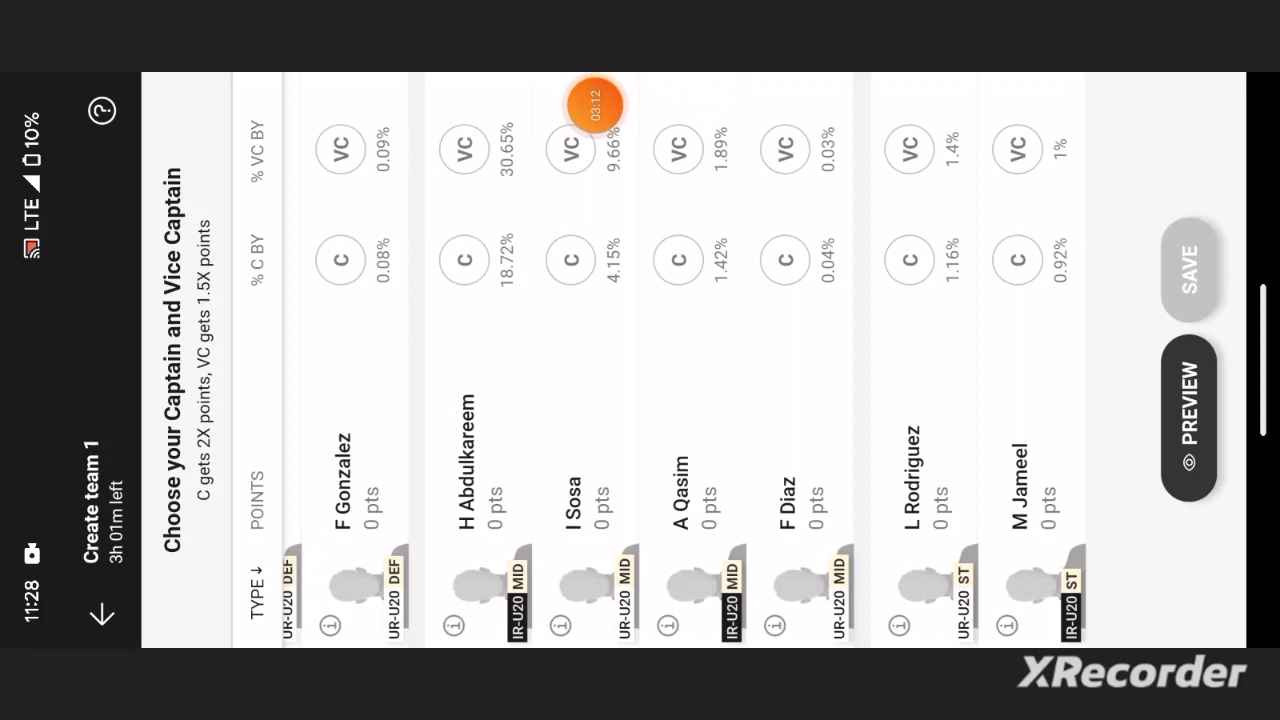 11:28
LTE 10%
Create team 1
3h 01m left
?
Choose your Captain and Vice Captain
C gets 2X points, VC gets 1.5X points
TYPE ↓ POINTS % C BY % VC BY
UR-U20 DEF
F Gonzalez
0 pts
C VC
0.08% 0.09%
UR-U20 DEF
H Abdulkareem
0 pts
C VC
18.72% 30.65%
IR-U20 MID
I Sosa
0 pts
C VC
4.15% 9.66%
UR-U20 MID
03:12
A Qasim
0 pts
C VC
1.42% 1.89%
IR-U20 MID
F Diaz
0 pts
C VC
0.04% 0.03%
UR-U20 MID
L Rodriguez
0 pts
C VC
1.16% 1.4%
UR-U20 ST
M Jameel
0 pts
C VC
0.92% 1%
IR-U20 ST
PREVIEW SAVE
XRecorder